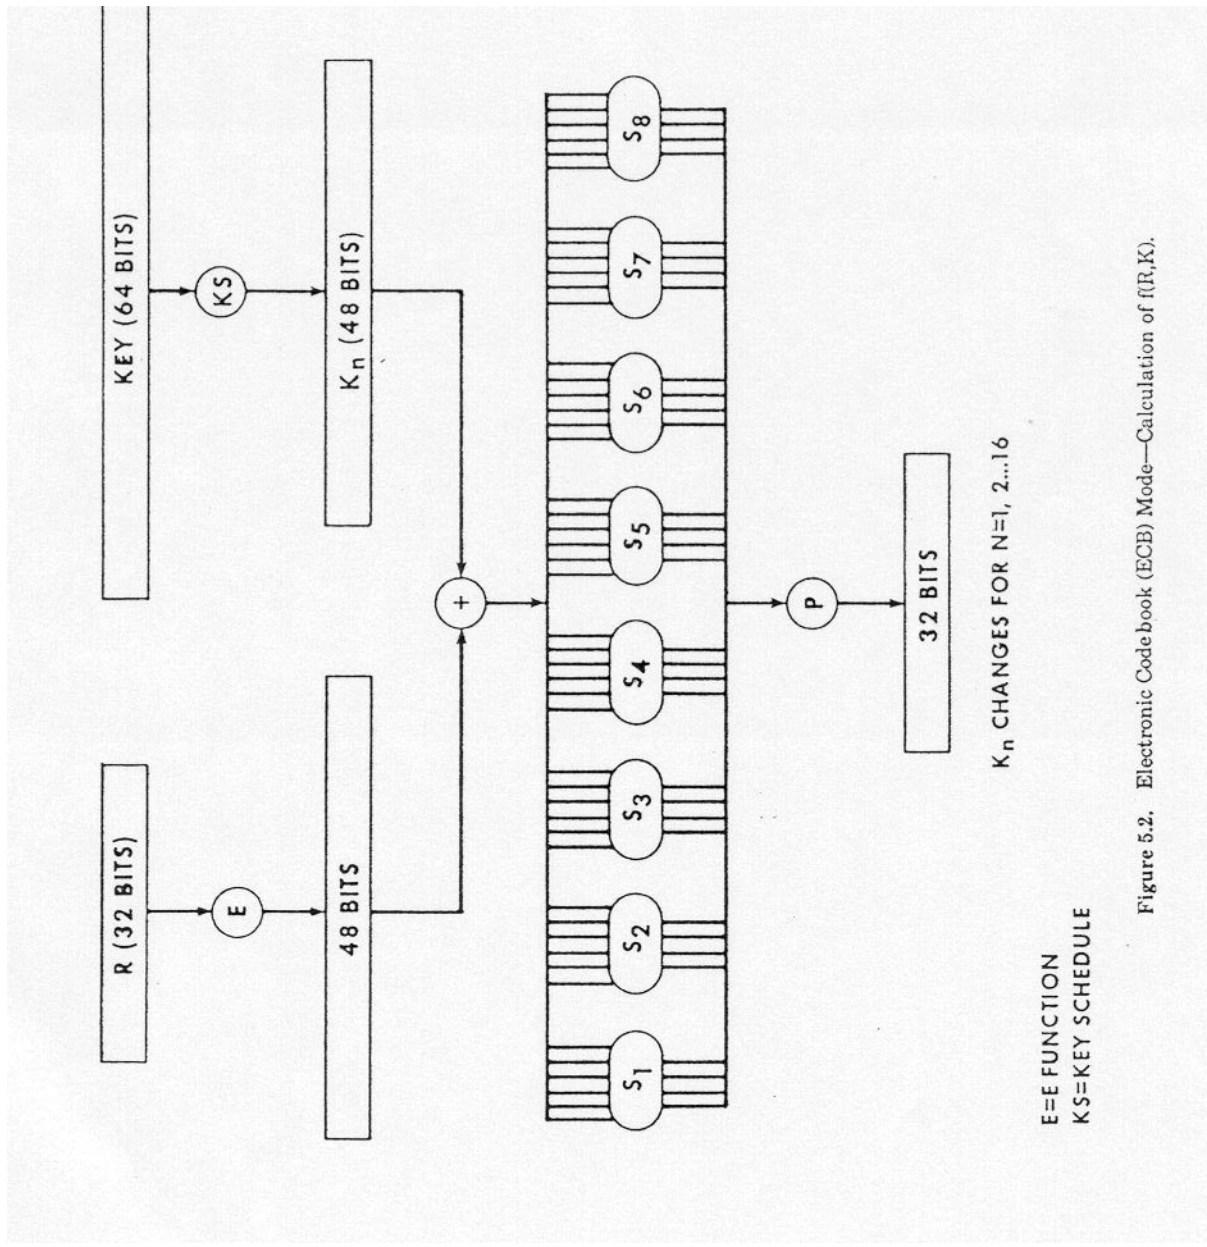 R (32 BITS)
KEY (64 BITS)
E
KS
48 BITS
Kn (48 BITS)
+
S1
S2
S3
S4
S5
S6
S7
S8
P
32 BITS
Kn CHANGES FOR N=1, 2...16
E=E FUNCTION
KS=KEY SCHEDULE
Figure 5.2. Electronic Codebook (ECB) Mode—Calculation of f(R,K).